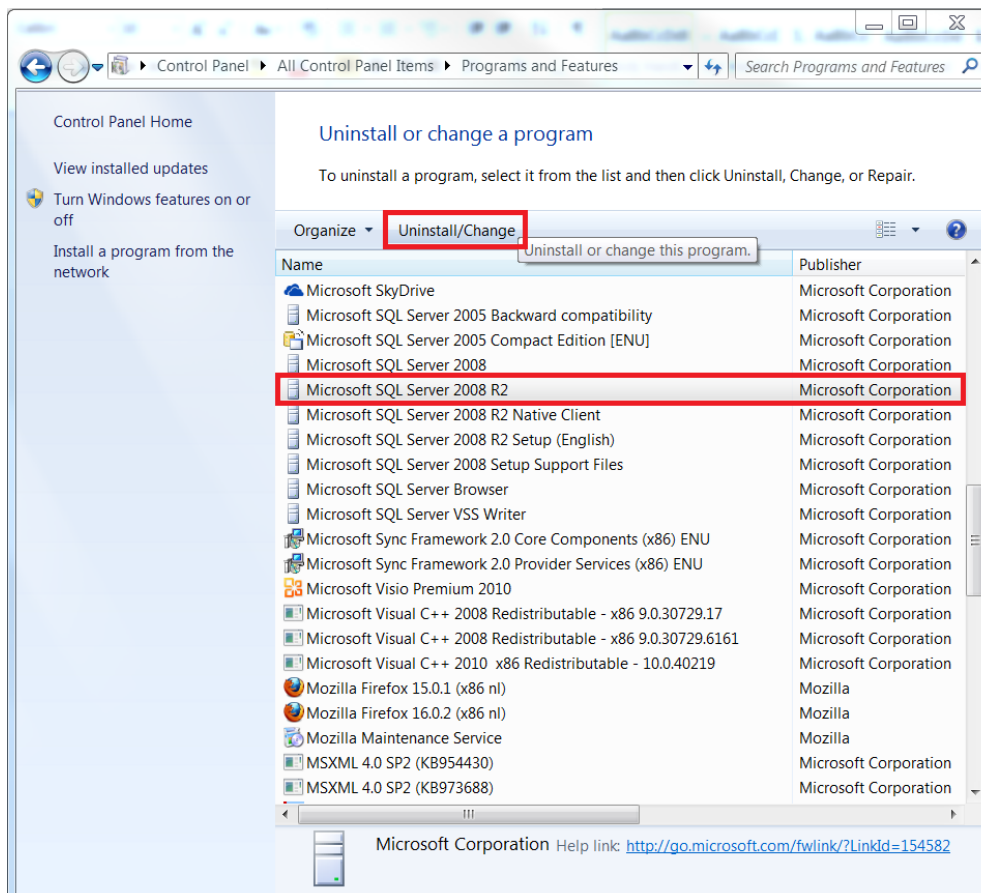 Control Panel All Control Panel Items Programs and Features Search Programs and Features
Control Panel Home
View installed updates
Turn Windows features on or
off
Install a program from the
network
Uninstall or change a program
To uninstall a program, select it from the list and then click Uninstall, Change, or Repair.
Organize Uninstall/Change
Uninstall or change this program.
Name Publisher
Microsoft SkyDrive Microsoft Corporation
Microsoft SQL Server 2005 Backward compatibility Microsoft Corporation
Microsoft SQL Server 2005 Compact Edition [ENU] Microsoft Corporation
Microsoft SQL Server 2008 Microsoft Corporation
Microsoft SQL Server 2008 R2 Microsoft Corporation
Microsoft SQL Server 2008 R2 Native Client Microsoft Corporation
Microsoft SQL Server 2008 R2 Setup (English) Microsoft Corporation
Microsoft SQL Server 2008 Setup Support Files Microsoft Corporation
Microsoft SQL Server Browser Microsoft Corporation
Microsoft SQL Server VSS Writer Microsoft Corporation
Microsoft Sync Framework 2.0 Core Components (x86) ENU Microsoft Corporation
Microsoft Sync Framework 2.0 Provider Services (x86) ENU Microsoft Corporation
Microsoft Visio Premium 2010 Microsoft Corporation
Microsoft Visual C++ 2008 Redistributable - x86 9.0.30729.17 Microsoft Corporation
Microsoft Visual C++ 2008 Redistributable - x86 9.0.30729.6161 Microsoft Corporation
Microsoft Visual C++ 2010 x86 Redistributable - 10.0.40219 Microsoft Corporation
Mozilla Firefox 15.0.1 (x86 nl) Mozilla
Mozilla Firefox 16.0.2 (x86 nl) Mozilla
Mozilla Maintenance Service Mozilla
MSXML 4.0 SP2 (KB954430) Microsoft Corporation
MSXML 4.0 SP2 (KB973688) Microsoft Corporation
Microsoft Corporation Help link: http://go.microsoft.com/fwlink/?LinkId=154582